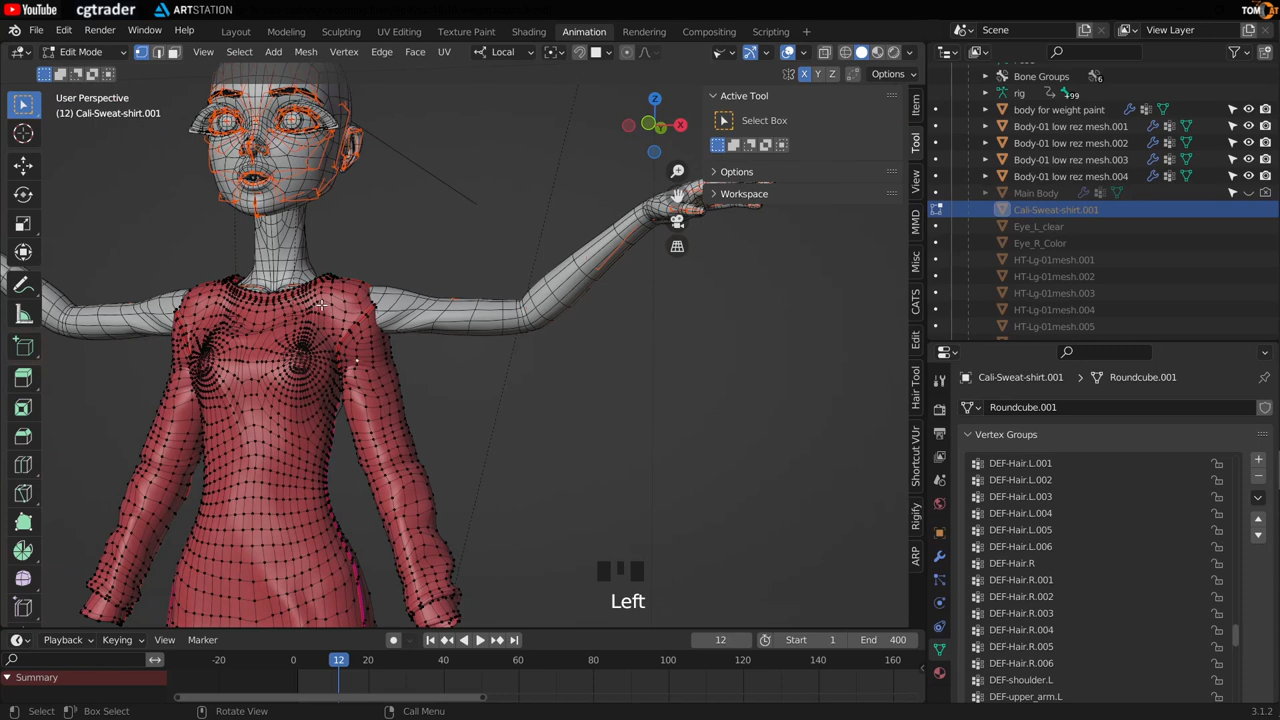 YouTube
cgtrader
ARTSTATION
TOMCAT
File Edit Render Window Help
Layout Modeling Sculpting UV Editing Texture Paint Shading Animation Rendering Compositing Scripting
Scene
View Layer
Edit Mode
View Select Add Mesh Vertex Edge Face UV
Local
X Y Z
Options
User Perspective
(12) Cali-Sweat-shirt.001
Z
X
Y
Active Tool
Select Box
Options
Workspace
Item
Tool
View
MMD
Misc
CATS
Edit
Hair Tool
Shortcut VUr
Rigify
ARP
Bone Groups
6
rig
+99
body for weight paint
Body-01 low rez mesh.001
Body-01 low rez mesh.002
Body-01 low rez mesh.003
Body-01 low rez mesh.004
Main Body
Cali-Sweat-shirt.001
Eye_L_clear
Eye_R_Color
HT-Lg-01mesh.001
HT-Lg-01mesh.002
HT-Lg-01mesh.003
HT-Lg-01mesh.004
HT-Lg-01mesh.005
Cali-Sweat-shirt.001
Roundcube.001
Roundcube.001
Vertex Groups
DEF-Hair.L.001
DEF-Hair.L.002
DEF-Hair.L.003
DEF-Hair.L.004
DEF-Hair.L.005
DEF-Hair.L.006
DEF-Hair.R
DEF-Hair.R.001
DEF-Hair.R.002
DEF-Hair.R.003
DEF-Hair.R.004
DEF-Hair.R.005
DEF-Hair.R.006
DEF-shoulder.L
DEF-upper_arm.L
Left
Playback Keying View Marker
12
Start 1
End 400
-20 0 12 20 40 60 80 100 120 140 160
Summary
Select
Box Select
Rotate View
Call Menu
3.1.2